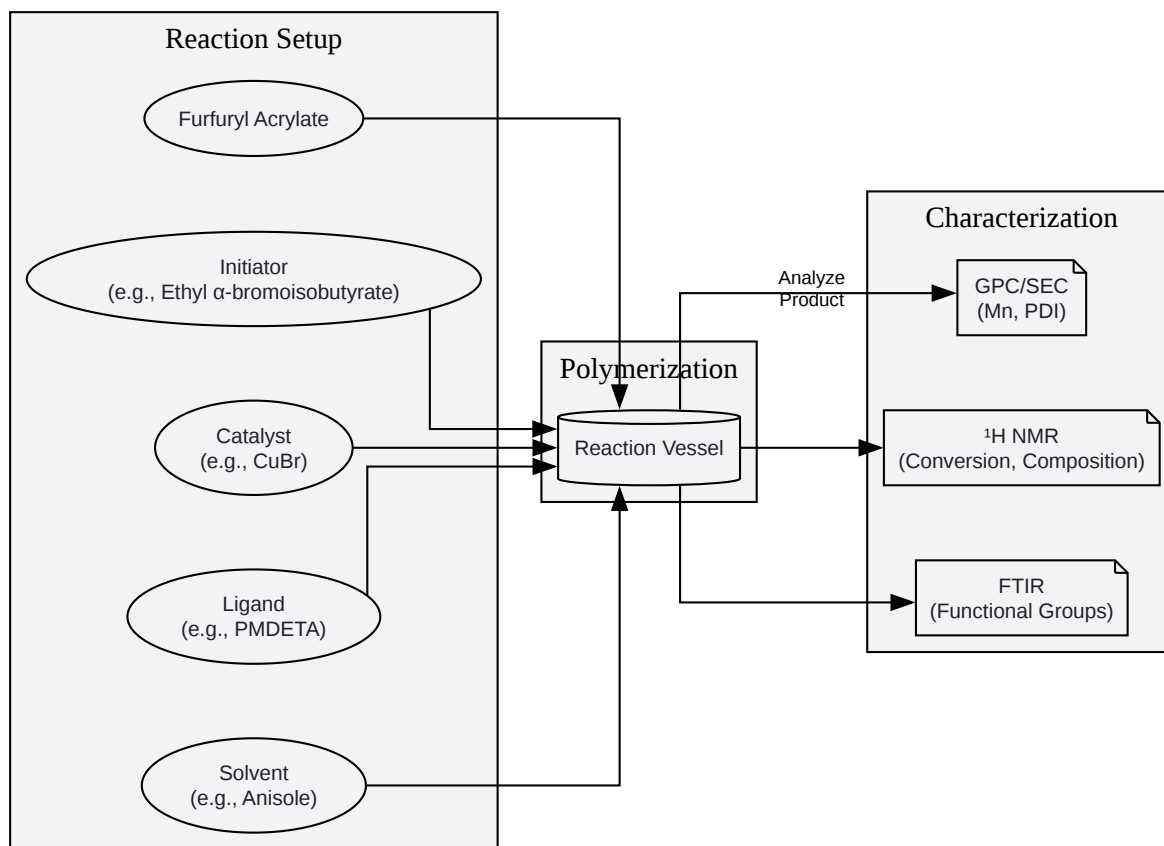 Reaction Setup
Furfuryl Acrylate
Initiator
(e.g., Ethyl α-bromoisobutyrate)
Catalyst
(e.g., CuBr)
Ligand
(e.g., PMDETA)
Solvent
(e.g., Anisole)
Polymerization
Reaction Vessel
Analyze
Product
Characterization
GPC/SEC
(Mn, PDI)
¹H NMR
(Conversion, Composition)
FTIR
(Functional Groups)